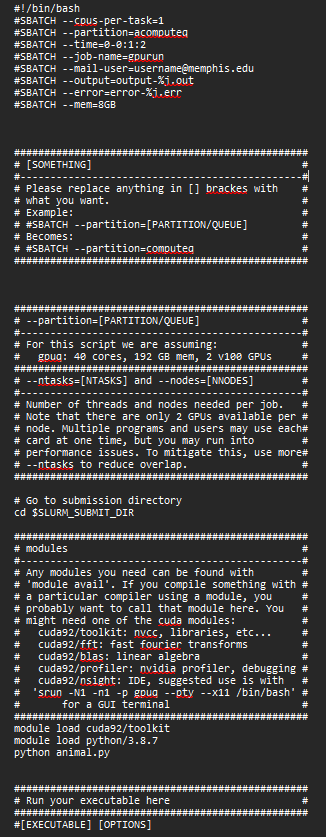 #!/bin/bash
#SBATCH --cpus-per-task=1
#SBATCH --partition=acomputeq
#SBATCH --time=0-0:1:2
#SBATCH --job-name=gpurun
#SBATCH --mail-user=username@memphis.edu
#SBATCH --output=output-%j.out
#SBATCH --error=error-%j.err
#SBATCH --mem=8GB
#################################################
# [SOMETHING] #
#-----------------------------------------------#
# Please replace anything in [] brackes with #
# what you want. #
# Example: #
# #SBATCH --partition=[PARTITION/QUEUE] #
# Becomes: #
# #SBATCH --partition=computeq #
#################################################
#################################################
# --partition=[PARTITION/QUEUE] #
#-----------------------------------------------#
# For this script we are assuming: #
# gpuq: 40 cores, 192 GB mem, 2 v100 GPUs #
#################################################
# --ntasks=[NTASKS] and --nodes=[NNODES] #
#-----------------------------------------------#
# Number of threads and nodes needed per job. #
# Note that there are only 2 GPUs available per #
# node. Multiple programs and users may use each#
# card at one time, but you may run into #
# performance issues. To mitigate this, use more#
# --ntasks to reduce overlap. #
#################################################
# Go to submission directory
cd $SLURM_SUBMIT_DIR
#################################################
# modules #
#-----------------------------------------------#
# Any modules you need can be found with #
# 'module avail'. If you compile something with #
# a particular compiler using a module, you #
# probably want to call that module here. You #
# might need one of the cuda modules: #
# cuda92/toolkit: nvcc, libraries, etc... #
# cuda92/fft: fast fourier transforms #
# cuda92/blas: linear algebra #
# cuda92/profiler: nvidia profiler, debugging #
# cuda92/nsight: IDE, suggested use is with #
# 'srun -N1 -n1 -p gpuq --pty --x11 /bin/bash' #
# for a GUI terminal #
#################################################
module load cuda92/toolkit
module load python/3.8.7
python animal.py
#################################################
# Run your executable here #
#################################################
#[EXECUTABLE] [OPTIONS]